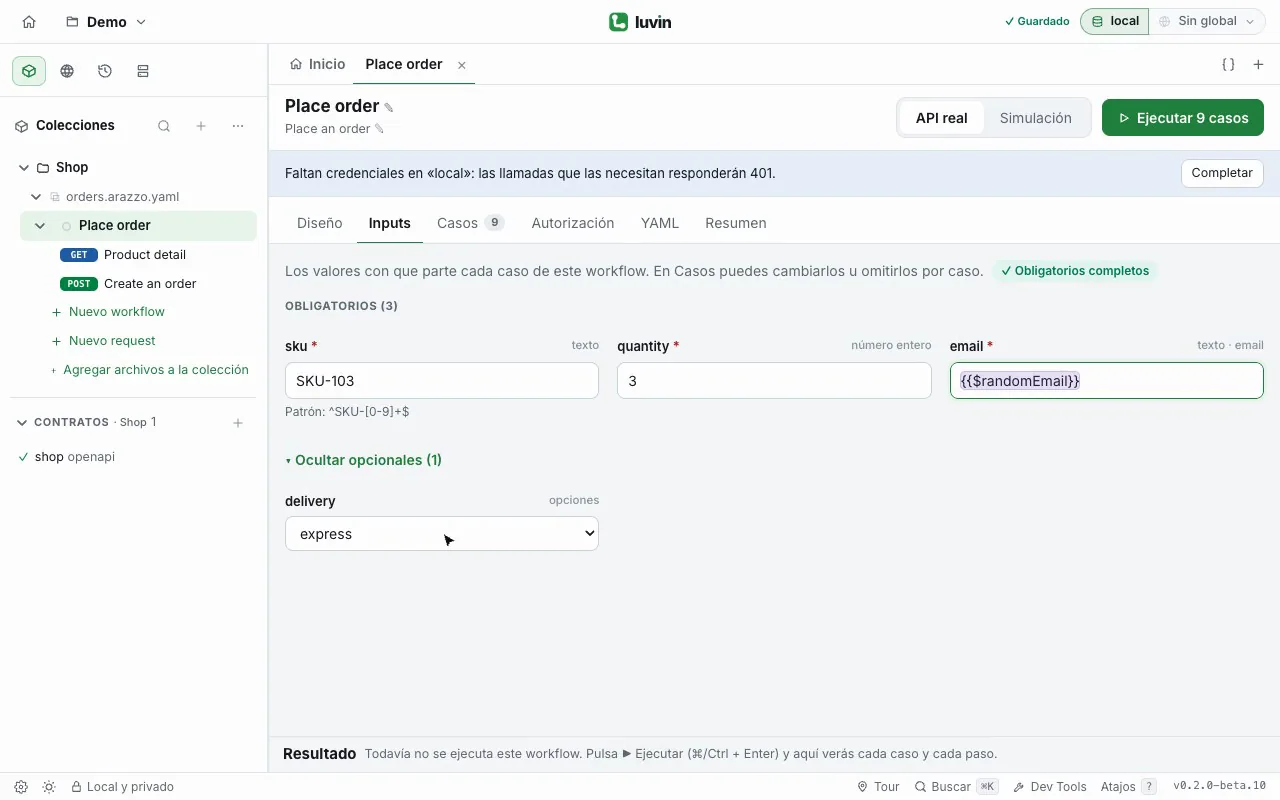 Demo
luvin
✓ Guardado
local
Sin global
Inicio
Place order
Colecciones
Shop
orders.arazzo.yaml
Place order
GET Product detail
POST Create an order
+ Nuevo workflow
+ Nuevo request
+ Agregar archivos a la colección
CONTRATOS · Shop 1
✓ shop openapi
Place order
Place an order
API real
Simulación
Ejecutar 9 casos
Faltan credenciales en «local»: las llamadas que las necesitan responderán 401.
Completar
Diseño
Inputs
Casos 9
Autorización
YAML
Resumen
Los valores con que parte cada caso de este workflow. En Casos puedes cambiarlos u omitirlos por caso.
✓ Obligatorios completos
OBLIGATORIOS (3)
sku * texto
quantity * número entero
email * texto · email
SKU-103
3
{{$randomEmail}}
Patrón: ^SKU-[0-9]+$
▾ Ocultar opcionales (1)
delivery opciones
express
Resultado Todavía no se ejecuta este workflow. Pulsa ▶ Ejecutar (⌘/Ctrl + Enter) y aquí verás cada caso y cada paso.
Local y privado
Tour
Buscar ⌘K
Dev Tools
Atajos ?
v0.2.0-beta.10